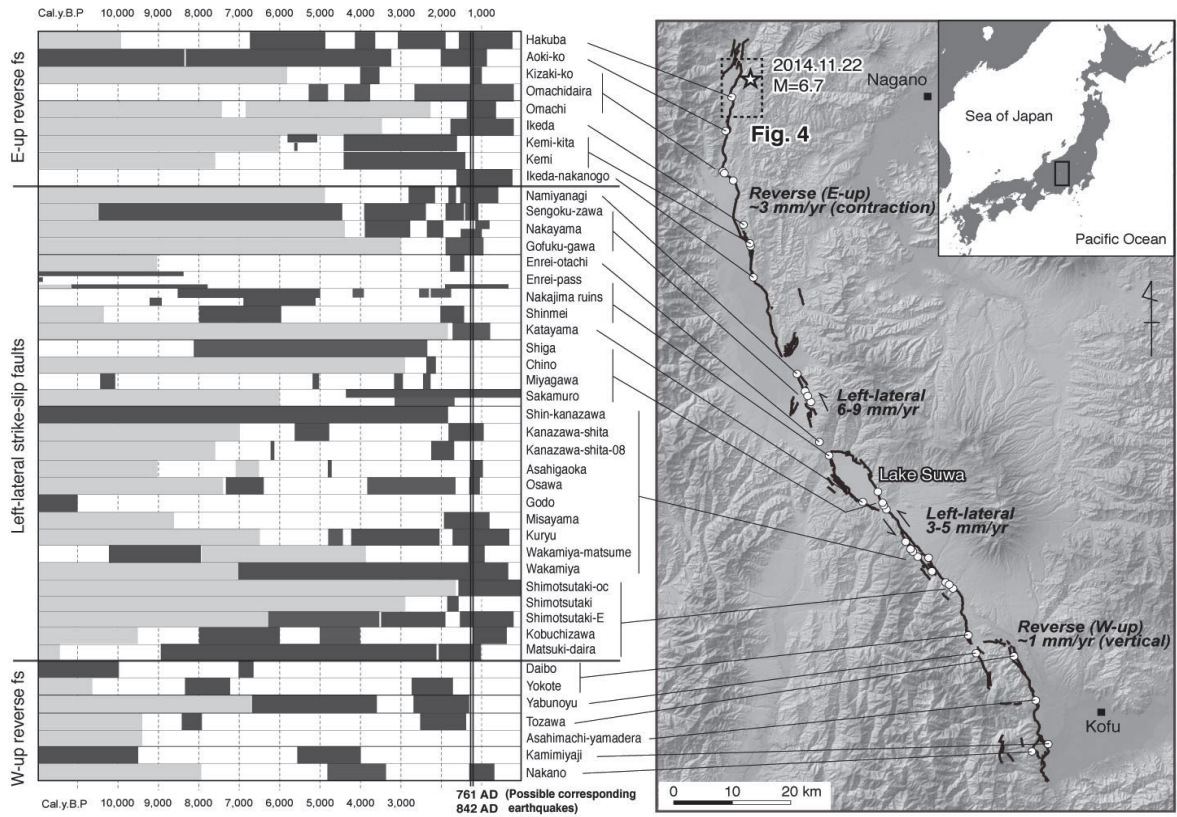 Cal.y.B.P 10,000 9,000 8,000 7,000 6,000 5,000 4,000 3,000 2,000 1,000
E-up reverse fs
Hakuba
Aoki-ko
Kizaki-ko
Omachidaira
Omachi
Ikeda
Kemi-kita
Kemi
Ikeda-nakanogo
Left-lateral strike-slip faults
Namiyanagi
Sengoku-zawa
Nakayama
Gofuku-gawa
Enrei-otachi
Enrei-pass
Nakajima ruins
Shinmei
Katayama
Shiga
Chino
Miyagawa
Sakamuro
Shin-kanazawa
Kanazawa-shita
Kanazawa-shita-08
Asahigaoka
Osawa
Godo
Misayama
Kuryu
Wakamiya-matsume
Wakamiya
Shimotsutaki-oc
Shimotsutaki
Shimotsutaki-E
Kobuchizawa
Matsuki-daira
W-up reverse fs
Daibo
Yokote
Yabunoyu
Tozawa
Asahimachi-yamadera
Kamimiyaji
Nakano
Cal.y.B.P 10,000 9,000 8,000 7,000 6,000 5,000 4,000 3,000
761 AD (Possible corresponding
842 AD earthquakes)
2014.11.22
M=6.7
Nagano
Fig. 4
Reverse (E-up)
~3 mm/yr (contraction)
Left-lateral
6-9 mm/yr
Lake Suwa
Left-lateral
3-5 mm/yr
Reverse (W-up)
~1 mm/yr (vertical)
Kofu
0 10 20 km
Sea of Japan
Pacific Ocean